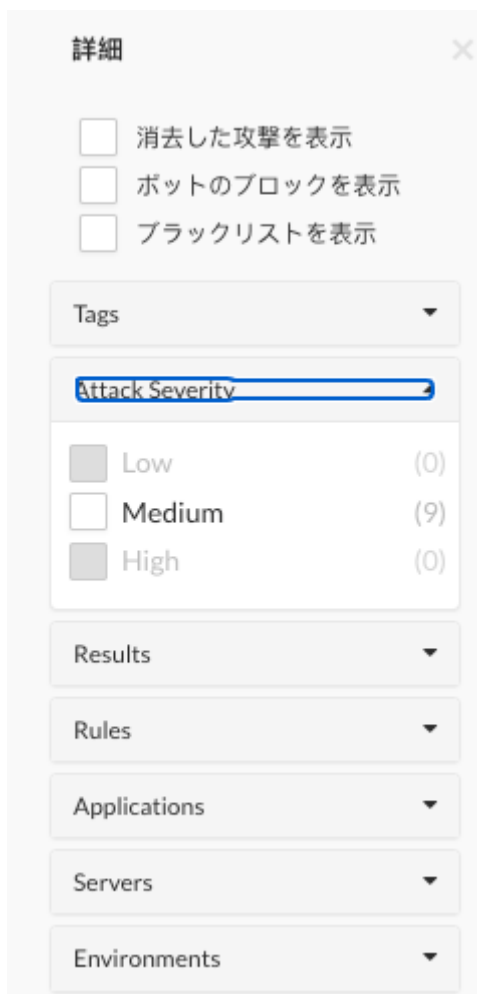 詳細
消去した攻撃を表示
ボットのブロックを表示
ブラックリストを表示
Tags
Attack Severity
Low (0)
Medium (9)
High (0)
Results
Rules
Applications
Servers
Environments